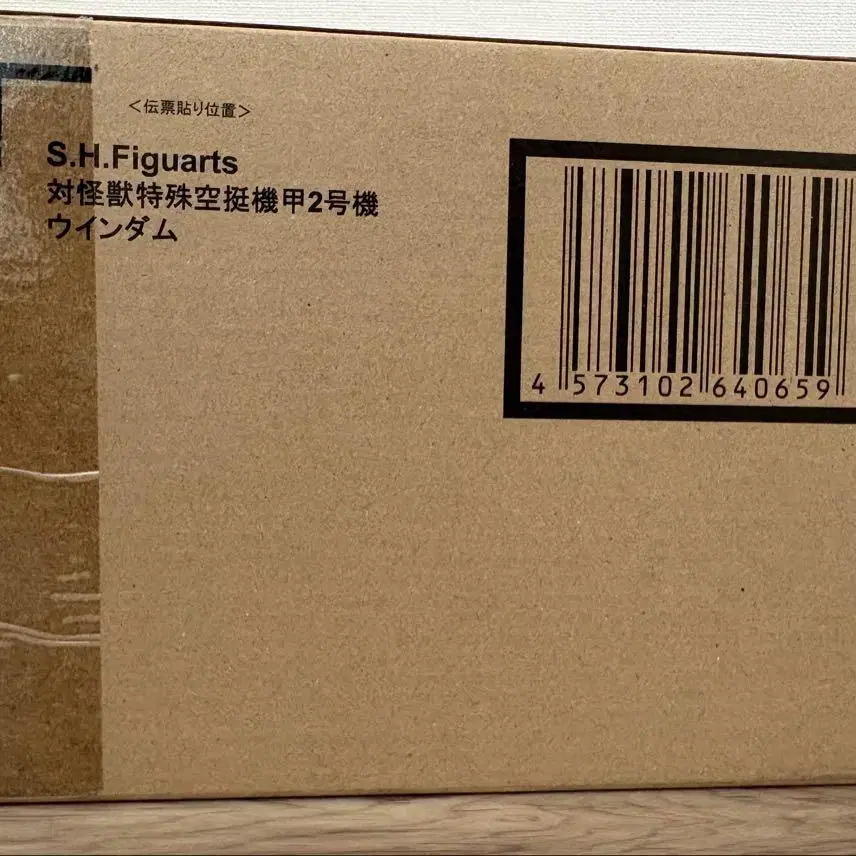 <伝票貼り位置>
S.H.Figuarts
対怪獣特殊空挺機甲2号機
ウインダム
4 573102 640659